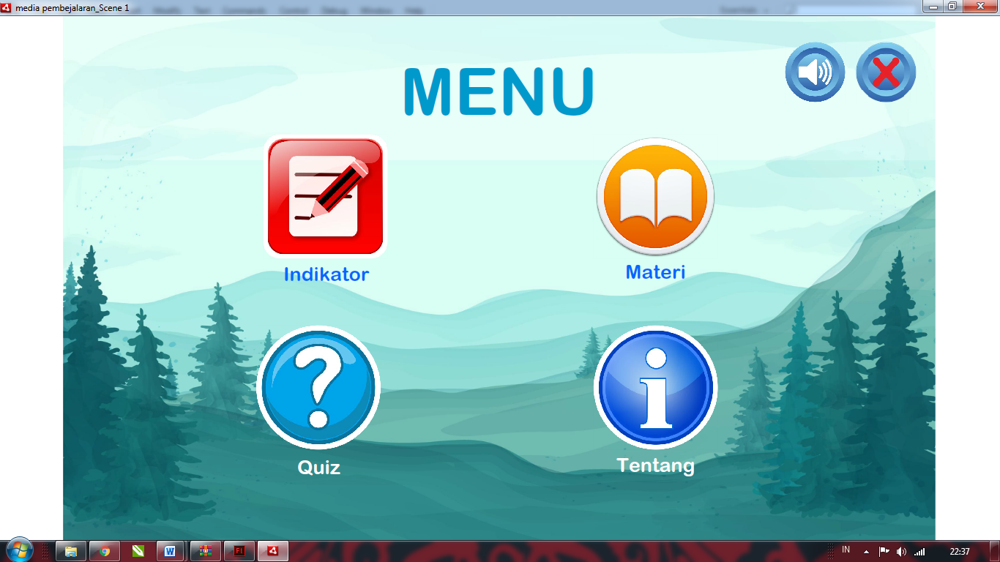 media pembejalaran_Scene 1
MENU
Indikator
Materi
Quiz
Tentang
IN
22:37